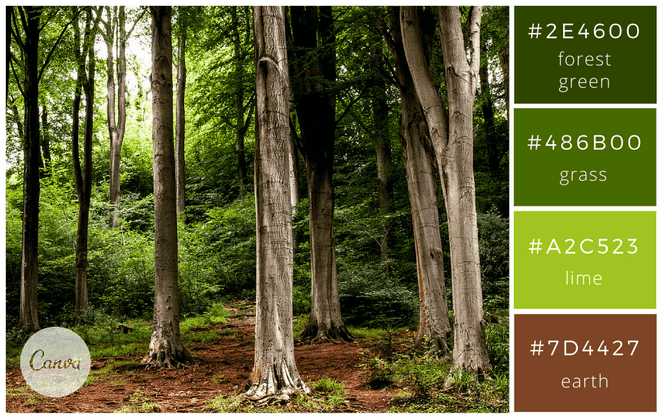 #2E4600
forest
green
#486B00
grass
#A2C523
lime
#7D4427
earth
Canva